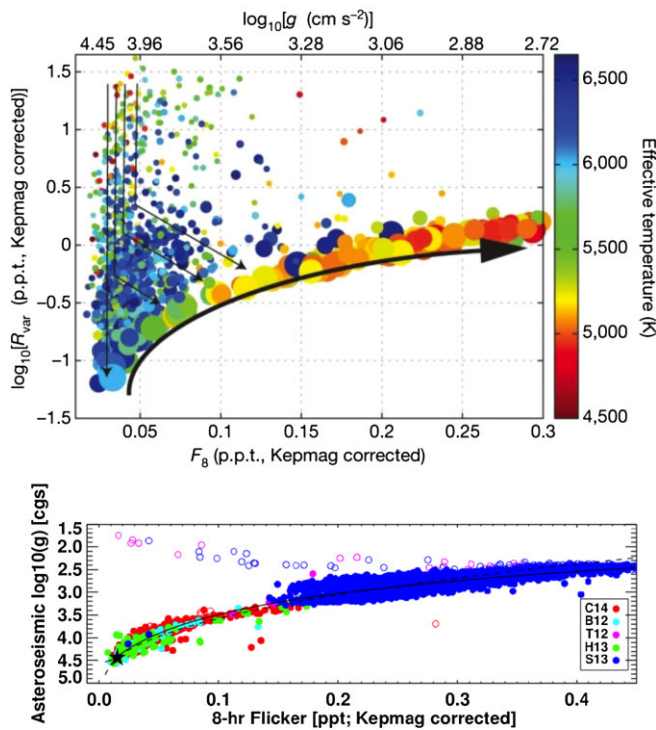 log10[g (cm s−2)]
4.45 3.96 3.56 3.28 3.06 2.88 2.72
1.5
1
0.5
0
−0.5
−1
−1.5
log10[Rvar (p.p.t., Kepmag corrected)]
0.05 0.1 0.15 0.2 0.25 0.3
F8 (p.p.t., Kepmag corrected)
6,500
6,000
5,500
5,000
4,500
Effective temperature (K)
Asteroseismic log10(g) [cgs]
1.5
2.0
2.5
3.0
3.5
4.0
4.5
5.0
C14
B12
T12
H13
S13
0.0 0.1 0.2 0.3 0.4
8-hr Flicker [ppt; Kepmag corrected]